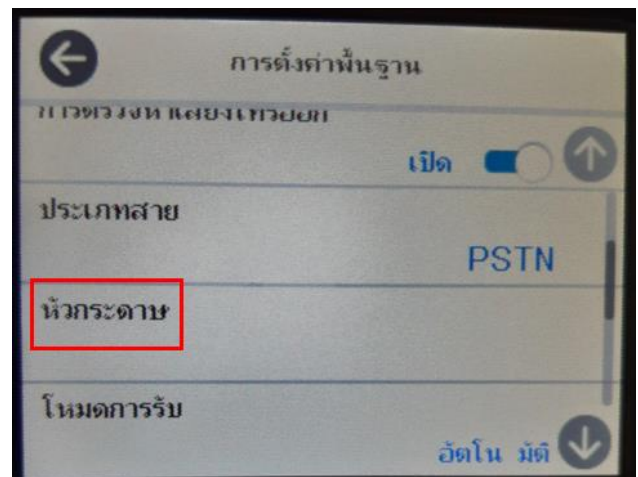 การตั้งค่าพื้นฐาน
เปิด
ประเภทสาย
PSTN
หัวกระดาษ
โหมดการรับ
อัตโน มัติ